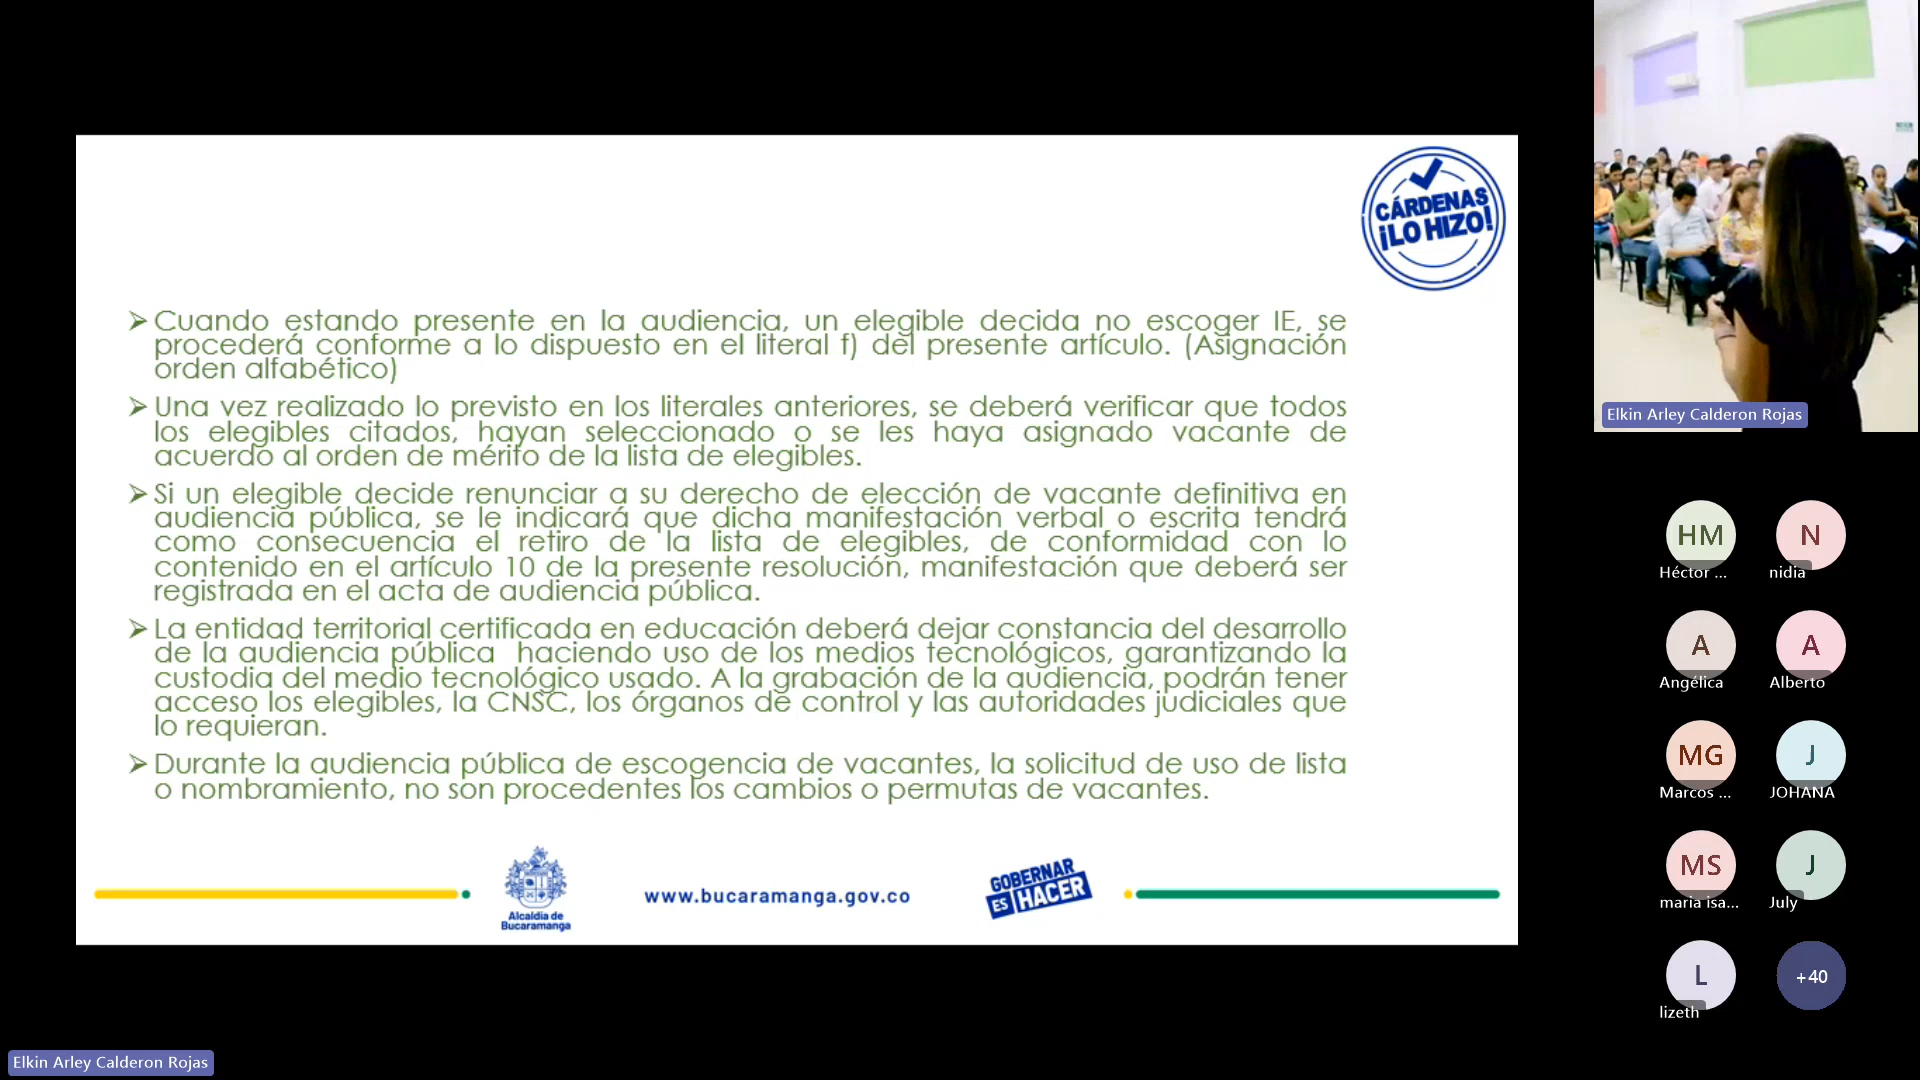 CÁRDENAS
¡LO HIZO!
➢Cuando estando presente en la audiencia, un elegible decida no escoger IE, se
procederá conforme a lo dispuesto en el literal f) del presente artículo. (Asignación
orden alfabético)
➢Una vez realizado lo previsto en los literales anteriores, se deberá verificar que todos
los elegibles citados, hayan seleccionado o se les haya asignado vacante de
acuerdo al orden de mérito de la lista de elegibles.
➢Si un elegible decide renunciar a su derecho de elección de vacante definitiva en
audiencia pública, se le indicará que dicha manifestación verbal o escrita tendrá
como consecuencia el retiro de la lista de elegibles, de conformidad con lo
contenido en el artículo 10 de la presente resolución, manifestación que deberá ser
registrada en el acta de audiencia pública.
➢La entidad territorial certificada en educación deberá dejar constancia del desarrollo
de la audiencia pública haciendo uso de los medios tecnológicos, garantizando la
custodia del medio tecnológico usado. A la grabación de la audiencia, podrán tener
acceso los elegibles, la CNSC, los órganos de control y las autoridades judiciales que
lo requieran.
➢Durante la audiencia pública de escogencia de vacantes, la solicitud de uso de lista
o nombramiento, no son procedentes los cambios o permutas de vacantes.
Alcaldía de
Bucaramanga
www.bucaramanga.gov.co
GOBERNAR
ES HACER
Elkin Arley Calderon Rojas
HM
Héctor ...
N
nidia
A
Angélica
A
Alberto
MG
Marcos ...
J
JOHANA
MS
maria isa...
J
July
L
lizeth
+40
Elkin Arley Calderon Rojas